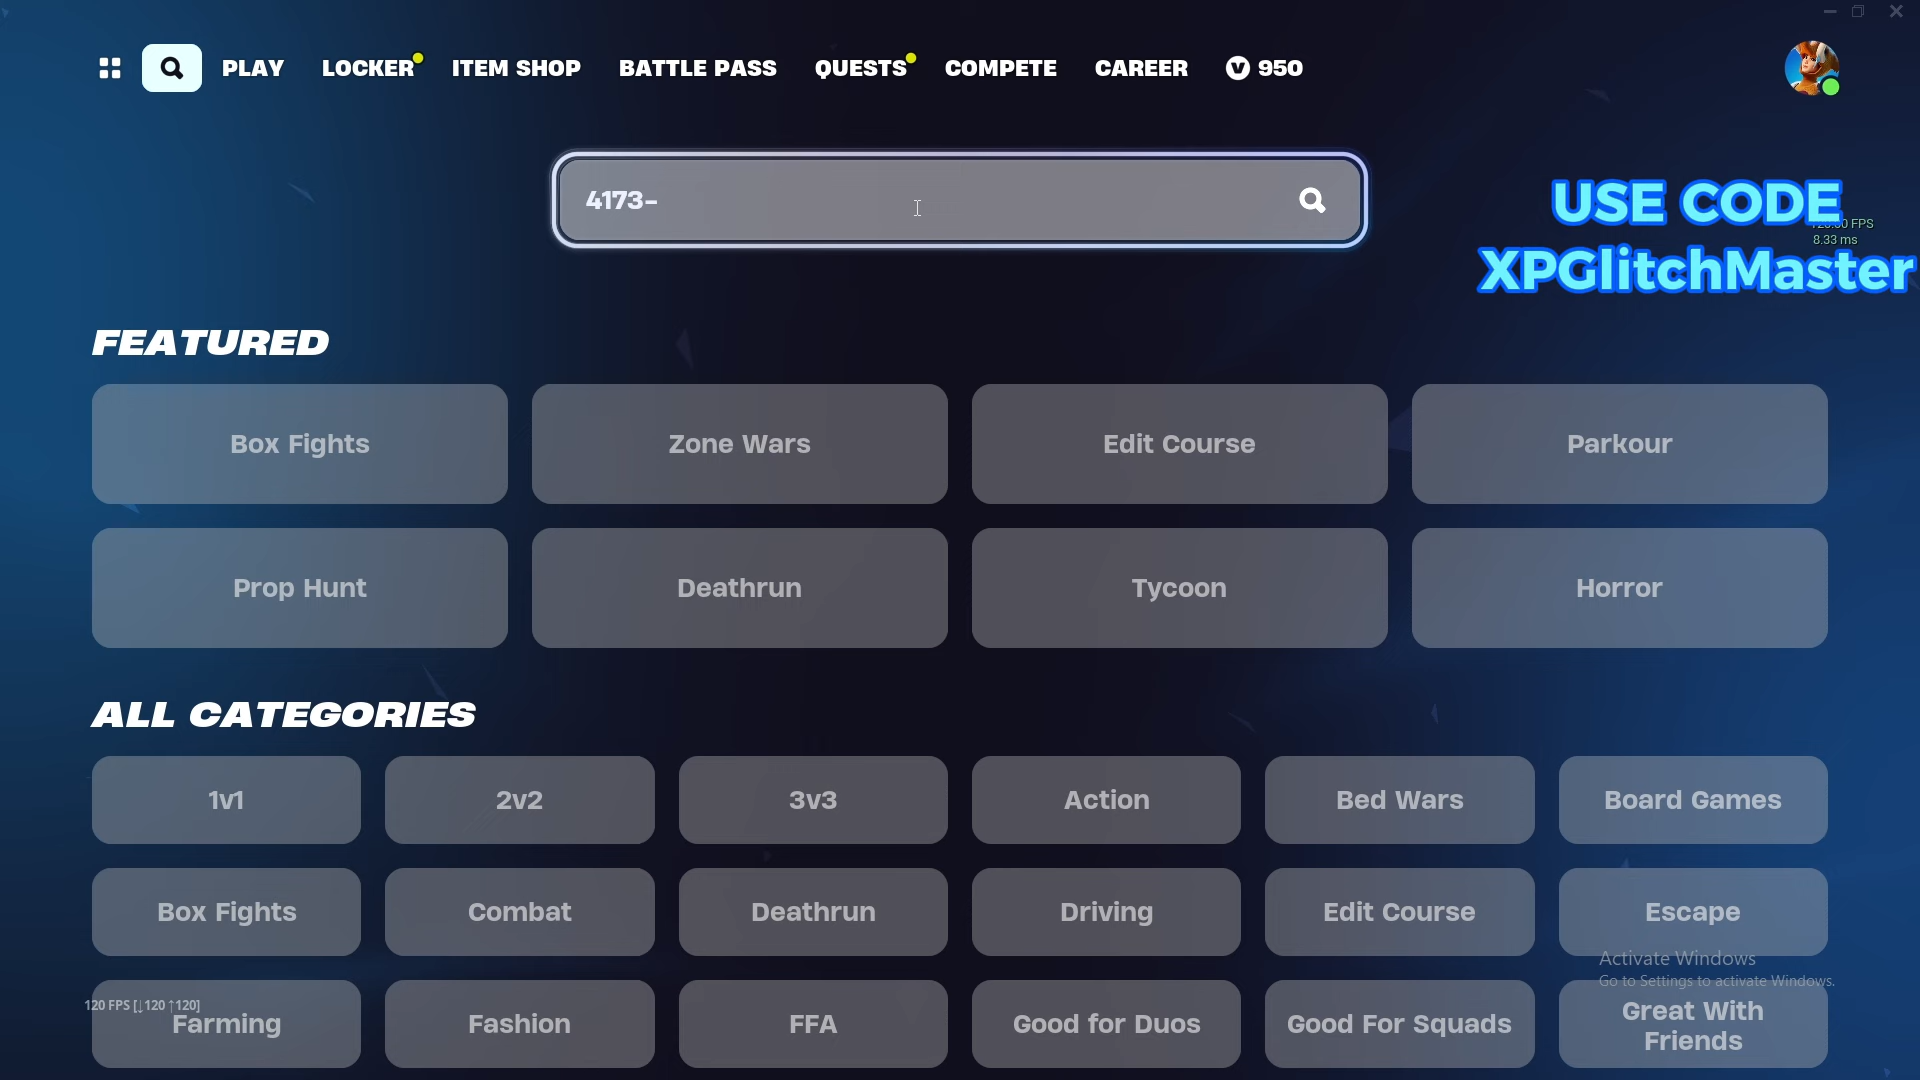 PLAY LOCKER ITEM SHOP BATTLE PASS QUESTS COMPETE CAREER V 950
4173-
USE CODE
XPGlitchMaster
FPS
8.33 ms
FEATURED
Box Fights Zone Wars Edit Course Parkour
Prop Hunt Deathrun Tycoon Horror
ALL CATEGORIES
1v1 2v2 3v3 Action Bed Wars Board Games
Box Fights Combat Deathrun Driving Edit Course Escape
Activate Windows
Go to Settings to activate Windows.
120 FPS [↓120 ↑120]
Farming Fashion FFA Good for Duos Good For Squads Great With
Friends